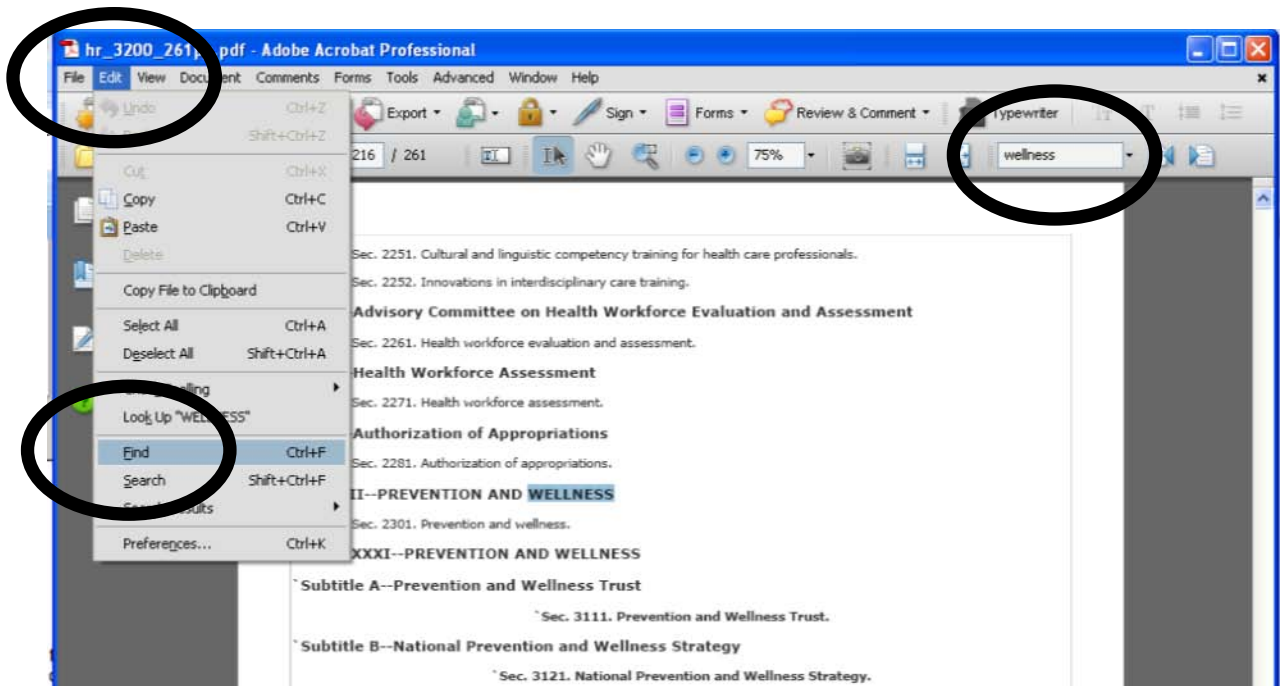 hr_3200_261p pdf - Adobe Acrobat Professional
File Edit View Document Comments Forms Tools Advanced Window Help
Undo Ctrl+Z
Export Sign Forms Review & Comment Typewriter
Shift+Ctrl+Z
216 / 261 75% wellness
Cut Ctrl+X
Copy Ctrl+C
Paste Ctrl+V
Delete
Copy File to Clipboard
Select All Ctrl+A
Deselect All Shift+Ctrl+A
Look Up "WELLNESS"
Find Ctrl+F
Search Shift+Ctrl+F
Search Results
Preferences... Ctrl+K
Sec. 2251. Cultural and linguistic competency training for health care professionals.
Sec. 2252. Innovations in interdisciplinary care training.
-Advisory Committee on Health Workforce Evaluation and Assessment
Sec. 2261. Health workforce evaluation and assessment.
-Health Workforce Assessment
Sec. 2271. Health workforce assessment.
-Authorization of Appropriations
Sec. 2281. Authorization of appropriations.
II--PREVENTION AND WELLNESS
Sec. 2301. Prevention and wellness.
XXXI--PREVENTION AND WELLNESS
`Subtitle A--Prevention and Wellness Trust
`Sec. 3111. Prevention and Wellness Trust.
`Subtitle B--National Prevention and Wellness Strategy
`Sec. 3121. National Prevention and Wellness Strategy.